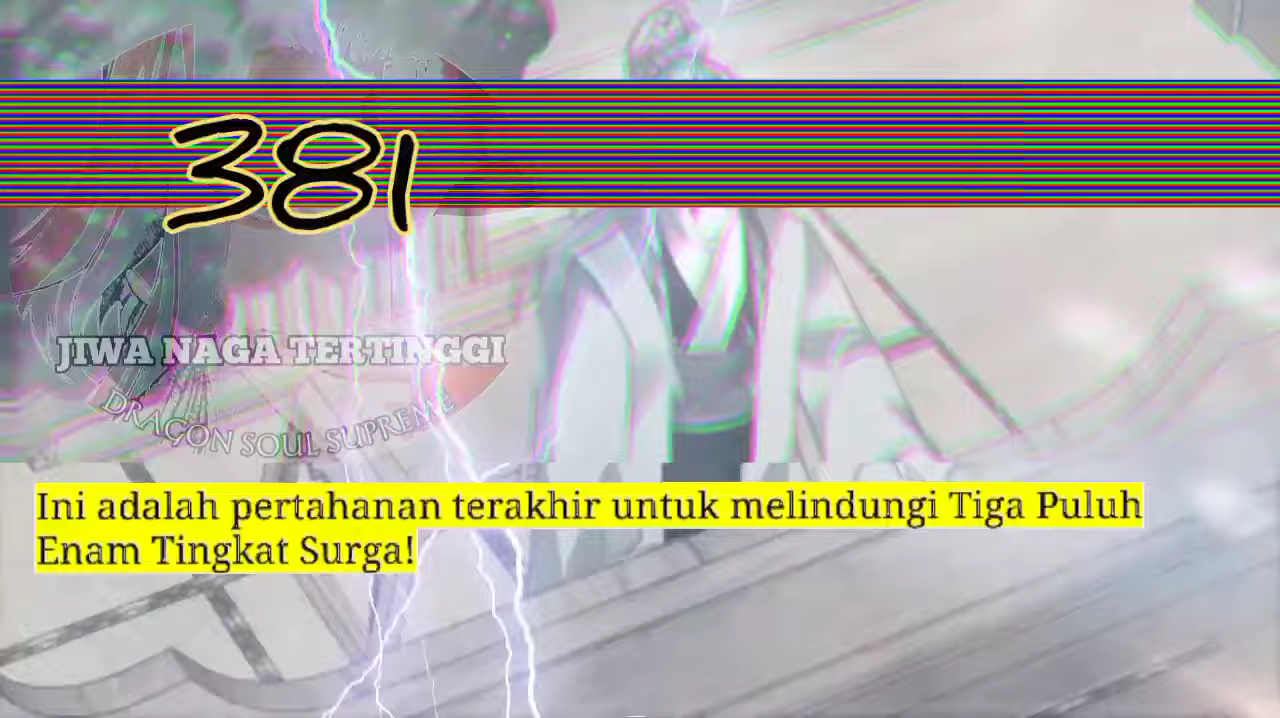 381
JIWA NAGA TERTINGGI
DRAGON SOUL SUPREME
Ini adalah pertahanan terakhir untuk melindungi Tiga Puluh
Enam Tingkat Surga!